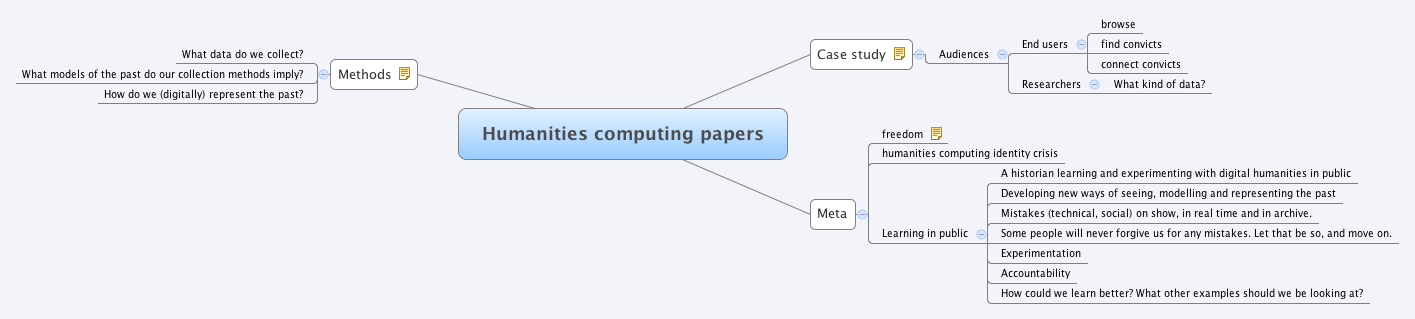 Humanities computing papers
Methods
What data do we collect?
What models of the past do our collection methods imply?
How do we (digitally) represent the past?
Case study
Audiences
End users
browse
find convicts
connect convicts
Researchers
What kind of data?
Meta
freedom
humanities computing identity crisis
Learning in public
A historian learning and experimenting with digital humanities in public
Developing new ways of seeing, modelling and representing the past
Mistakes (technical, social) on show, in real time and in archive.
Some people will never forgive us for any mistakes. Let that be so, and move on.
Experimentation
Accountability
How could we learn better? What other examples should we be looking at?